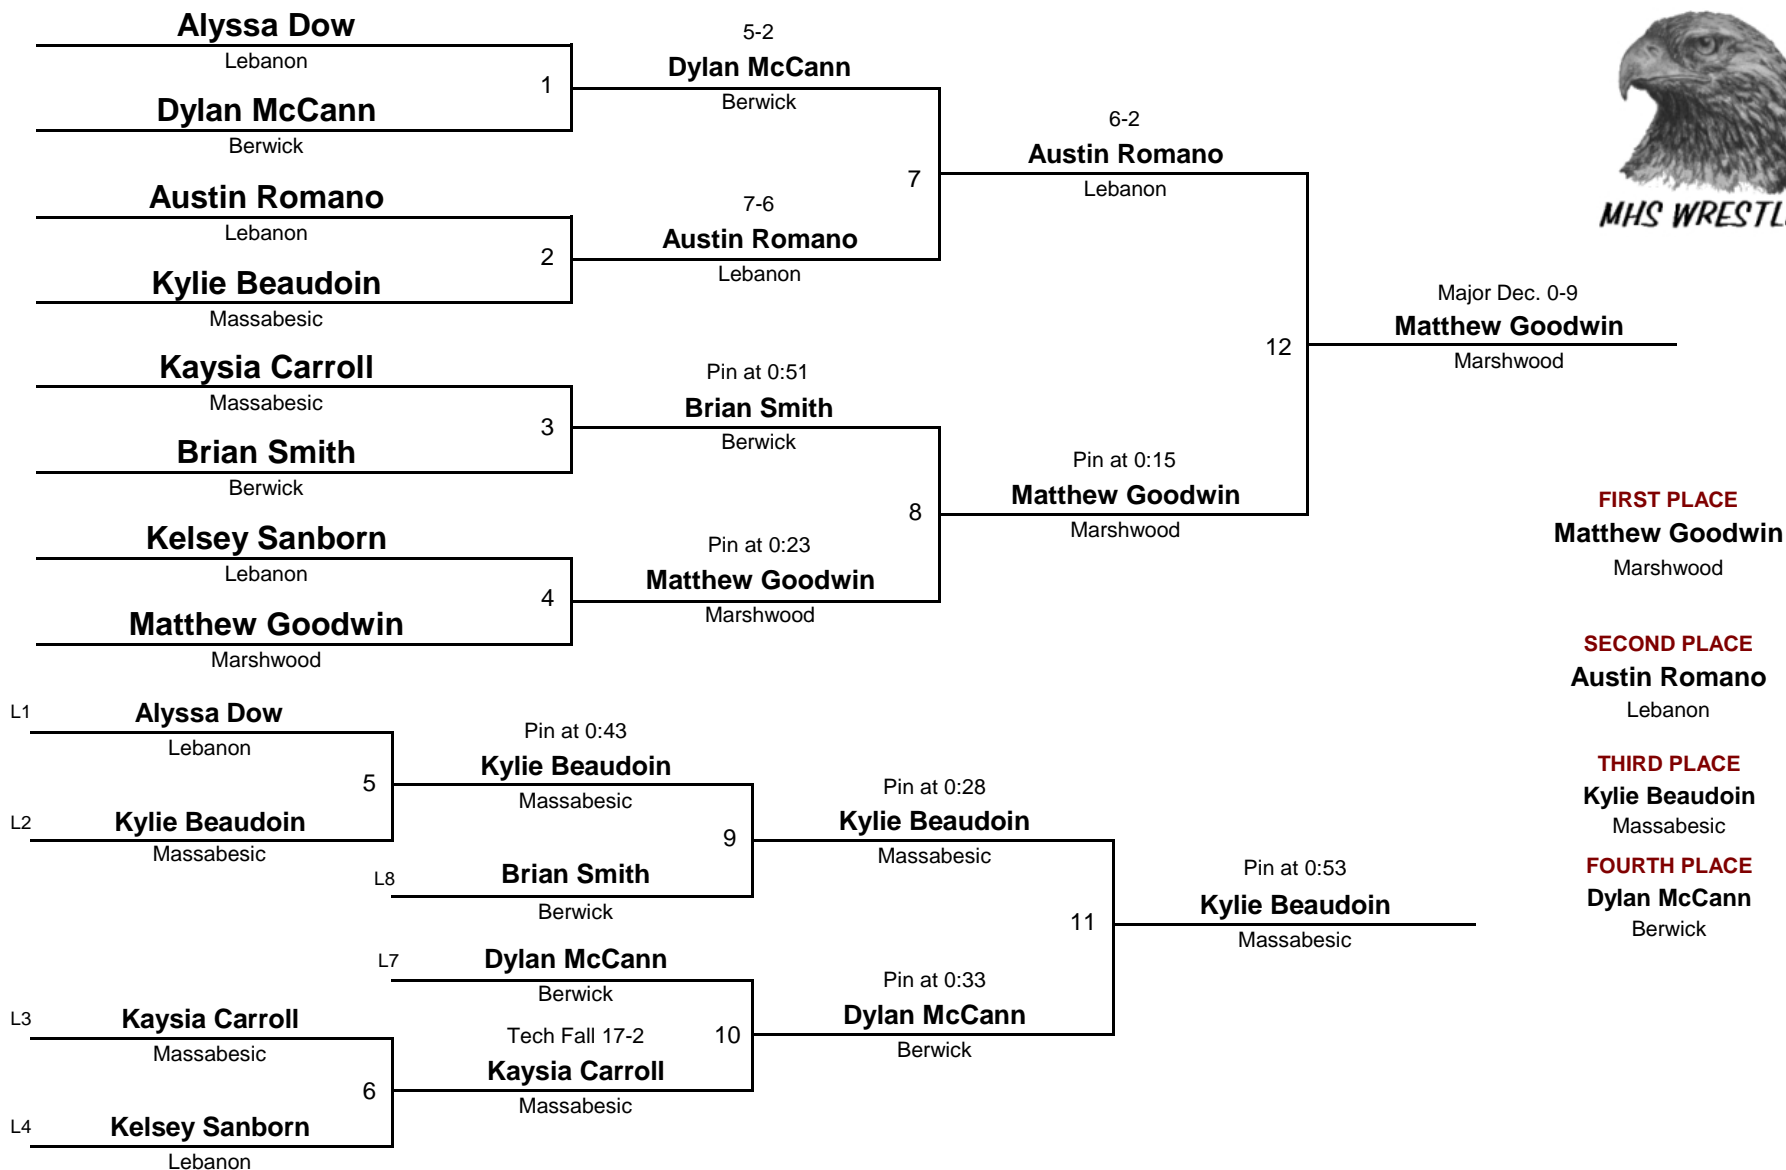 Alyssa Dow
Lebanon
1
Dylan McCann
Berwick
Austin Romano
Lebanon
2
Kylie Beaudoin
Massabesic
Kaysia Carroll
Massabesic
3
Brian Smith
Berwick
Kelsey Sanborn
Lebanon
4
Matthew Goodwin
Marshwood
5-2
Dylan McCann
Berwick
7
7-6
Austin Romano
Lebanon
Pin at 0:51
Brian Smith
Berwick
8
Pin at 0:23
Matthew Goodwin
Marshwood
6-2
Austin Romano
Lebanon
12
Pin at 0:15
Matthew Goodwin
Marshwood
Major Dec. 0-9
Matthew Goodwin
Marshwood
MHS
FIRST PLACE
Matthew Goodwin
Marshwood
SECOND PLACE
Austin Romano
Lebanon
THIRD PLACE
Kylie Beaudoin
Massabesic
FOURTH PLACE
Dylan McCann
Berwick
L1
Alyssa Dow
Lebanon
5
L2
Kylie Beaudoin
Massabesic
L3
Kaysia Carroll
Massabesic
6
L4
Kelsey Sanborn
Lebanon
Pin at 0:43
Kylie Beaudoin
Massabesic
9
L8
Brian Smith
Berwick
L7
Dylan McCann
Berwick
10
Tech Fall 17-2
Kaysia Carroll
Massabesic
Pin at 0:28
Kylie Beaudoin
Massabesic
11
Pin at 0:33
Dylan McCann
Berwick
Pin at 0:53
Kylie Beaudoin
Massabesic